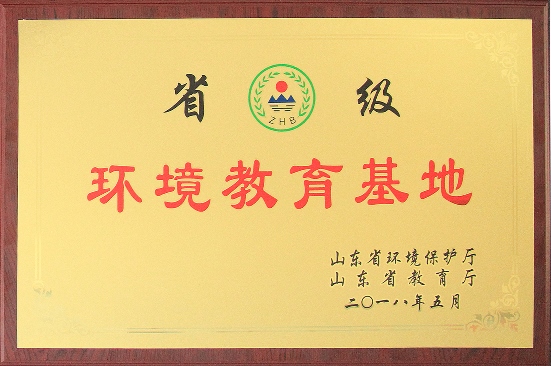 省 级
ZHB
环境教育基地
山东省环境保护厅
山东省教育厅
二〇一八年五月